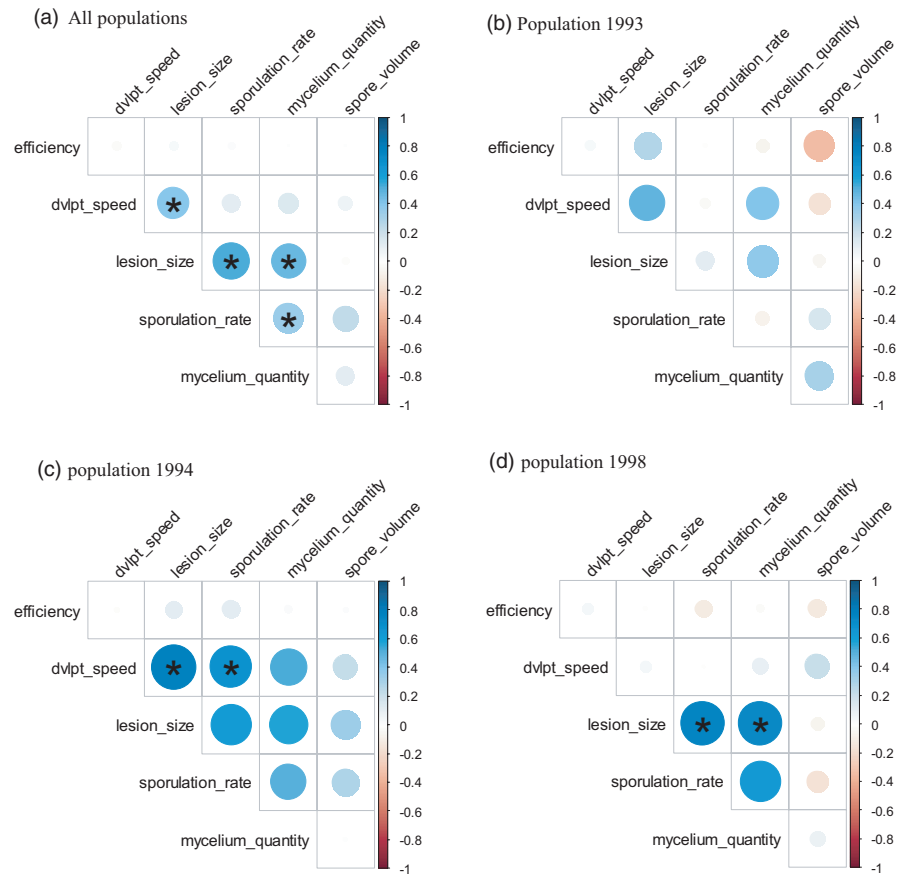 (a) All populations
dvlpt_speed
lesion_size
sporulation_rate
mycelium_quantity
spore_volume
efficiency
dvlpt_speed
lesion_size
sporulation_rate
mycelium_quantity
*
*
*
*
1
0.8
0.6
0.4
0.2
0
-0.2
-0.4
-0.6
-0.8
-1
(b) Population 1993
dvlpt_speed
lesion_size
sporulation_rate
mycelium_quantity
spore_volume
efficiency
dvlpt_speed
lesion_size
sporulation_rate
mycelium_quantity
1
0.8
0.6
0.4
0.2
0
-0.2
-0.4
-0.6
-0.8
-1
(c) population 1994
dvlpt_speed
lesion_size
sporulation_rate
mycelium_quantity
spore_volume
efficiency
dvlpt_speed
lesion_size
sporulation_rate
mycelium_quantity
* *
1
0.8
0.6
0.4
0.2
0
-0.2
-0.4
-0.6
-0.8
-1
(d) population 1998
dvlpt_speed
lesion_size
sporulation_rate
mycelium_quantity
spore_volume
efficiency
dvlpt_speed
lesion_size
sporulation_rate
mycelium_quantity
* *
1
0.8
0.6
0.4
0.2
0
-0.2
-0.4
-0.6
-0.8
-1